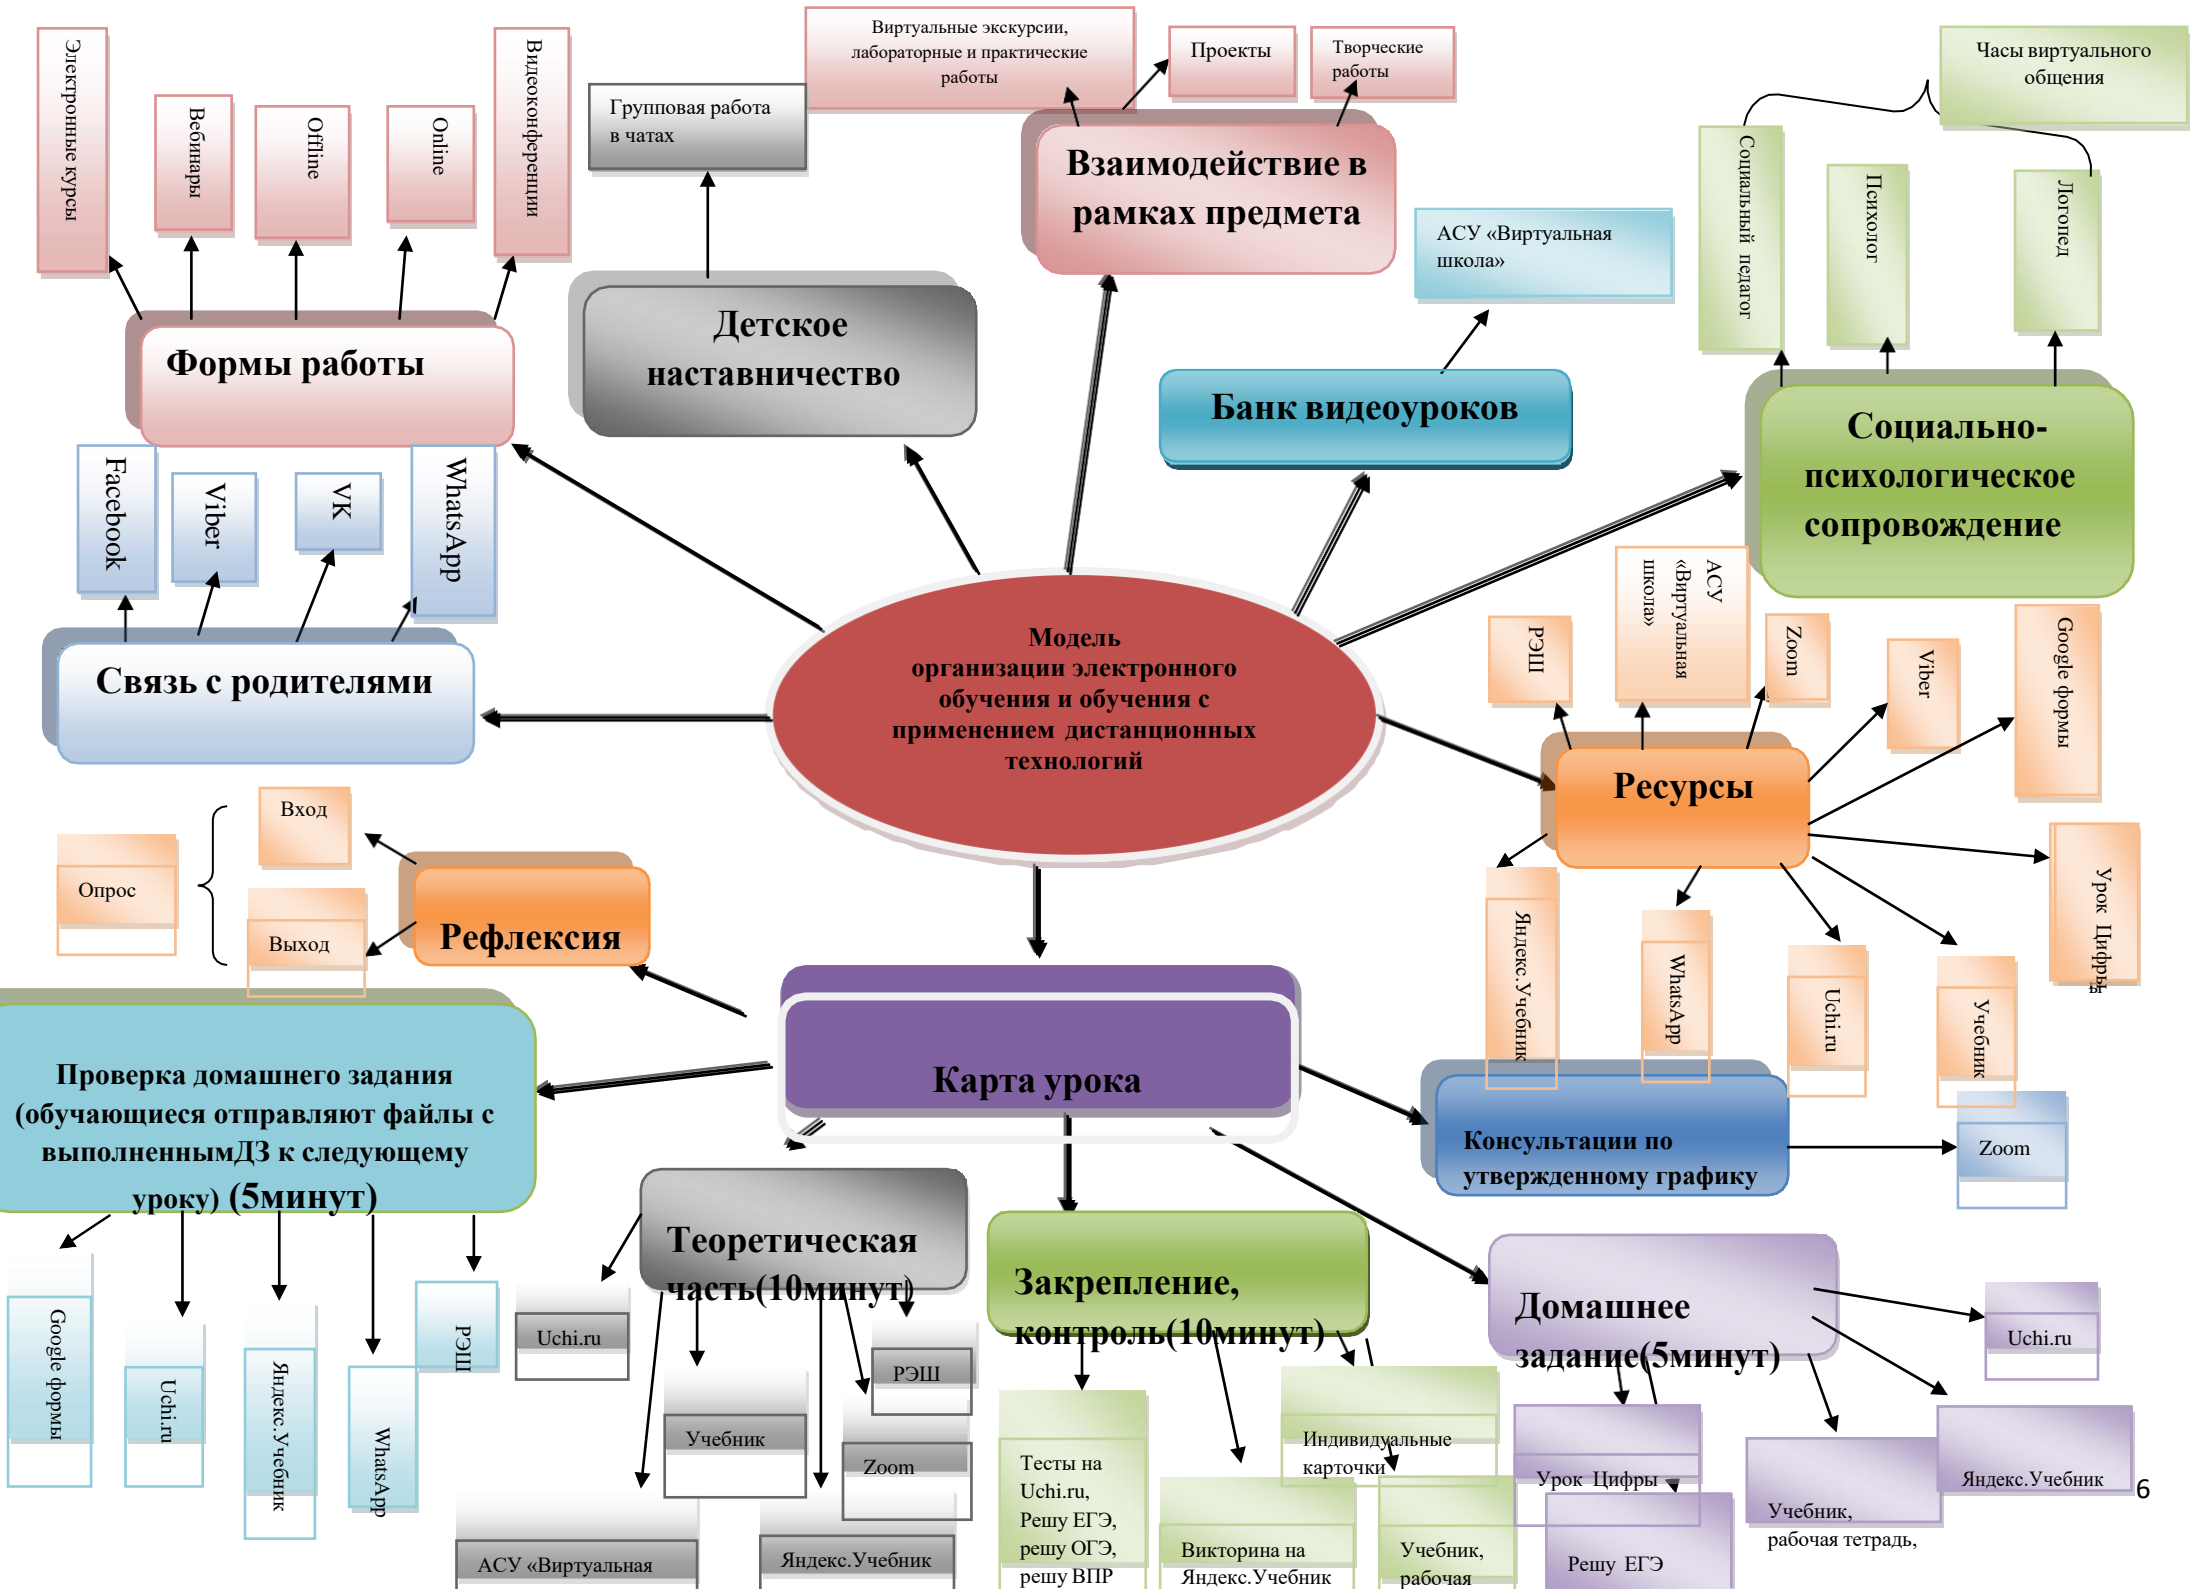 Электронные курсы
Вебинары
Offline
Online
Видеоконференции
Формы работы
Групповая работа
в чатах
Детское
наставничество
Виртуальные экскурсии,
лабораторные и практические
работы
Проекты
Творческие
работы
Взаимодействие в
рамках предмета
АСУ «Виртуальная
школа»
Банк видеоуроков
Часы виртуального
общения
Социальный педагог
Психолог
Логопед
Социально-
психологическое
сопровождение
Facebook
Viber
VK
WhatsApp
Связь с родителями
Модель
организации электронного
обучения и обучения с
применением дистанционных
технологий
РЭШ
АСУ
«Виртуальная
школа»
Zoom
Viber
Google формы
Ресурсы
Урок Цифры
ы
Яндекс.Учебник
WhatsApp
Uchi.ru
Учебник
Опрос
Вход
Выход
Рефлексия
Карта урока
Консультации по
утвержденному графику
Zoom
Проверка домашнего задания
(обучающиеся отправляют файлы с
выполненнымДЗ к следующему
уроку) (5минут)
Google формы
Uchi.ru
Яндекс.Учебник
WhatsApp
РЭШ
Теоретическая
часть(10минут)
Uchi.ru
АСУ «Виртуальная
Учебник
Яндекс.Учебник
Zoom
РЭШ
Закрепление,
контроль(10минут)
Тесты на
Uchi.ru,
Решу ЕГЭ,
решу ОГЭ,
решу ВПР
Викторина на
Яндекс.Учебник
Индивидуальные
карточки
Учебник,
рабочая
Домашнее
задание(5минут)
Урок Цифры
Решу ЕГЭ
Учебник,
рабочая тетрадь,
Яндекс.Учебник
Uchi.ru
6